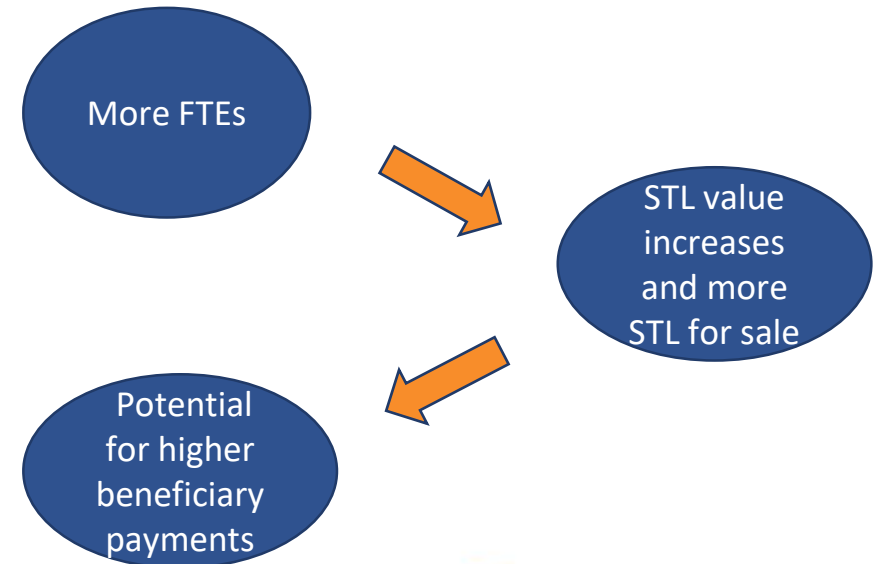 More FTEs
STL value
increases
and more
STL for sale
Potential
for higher
beneficiary
payments